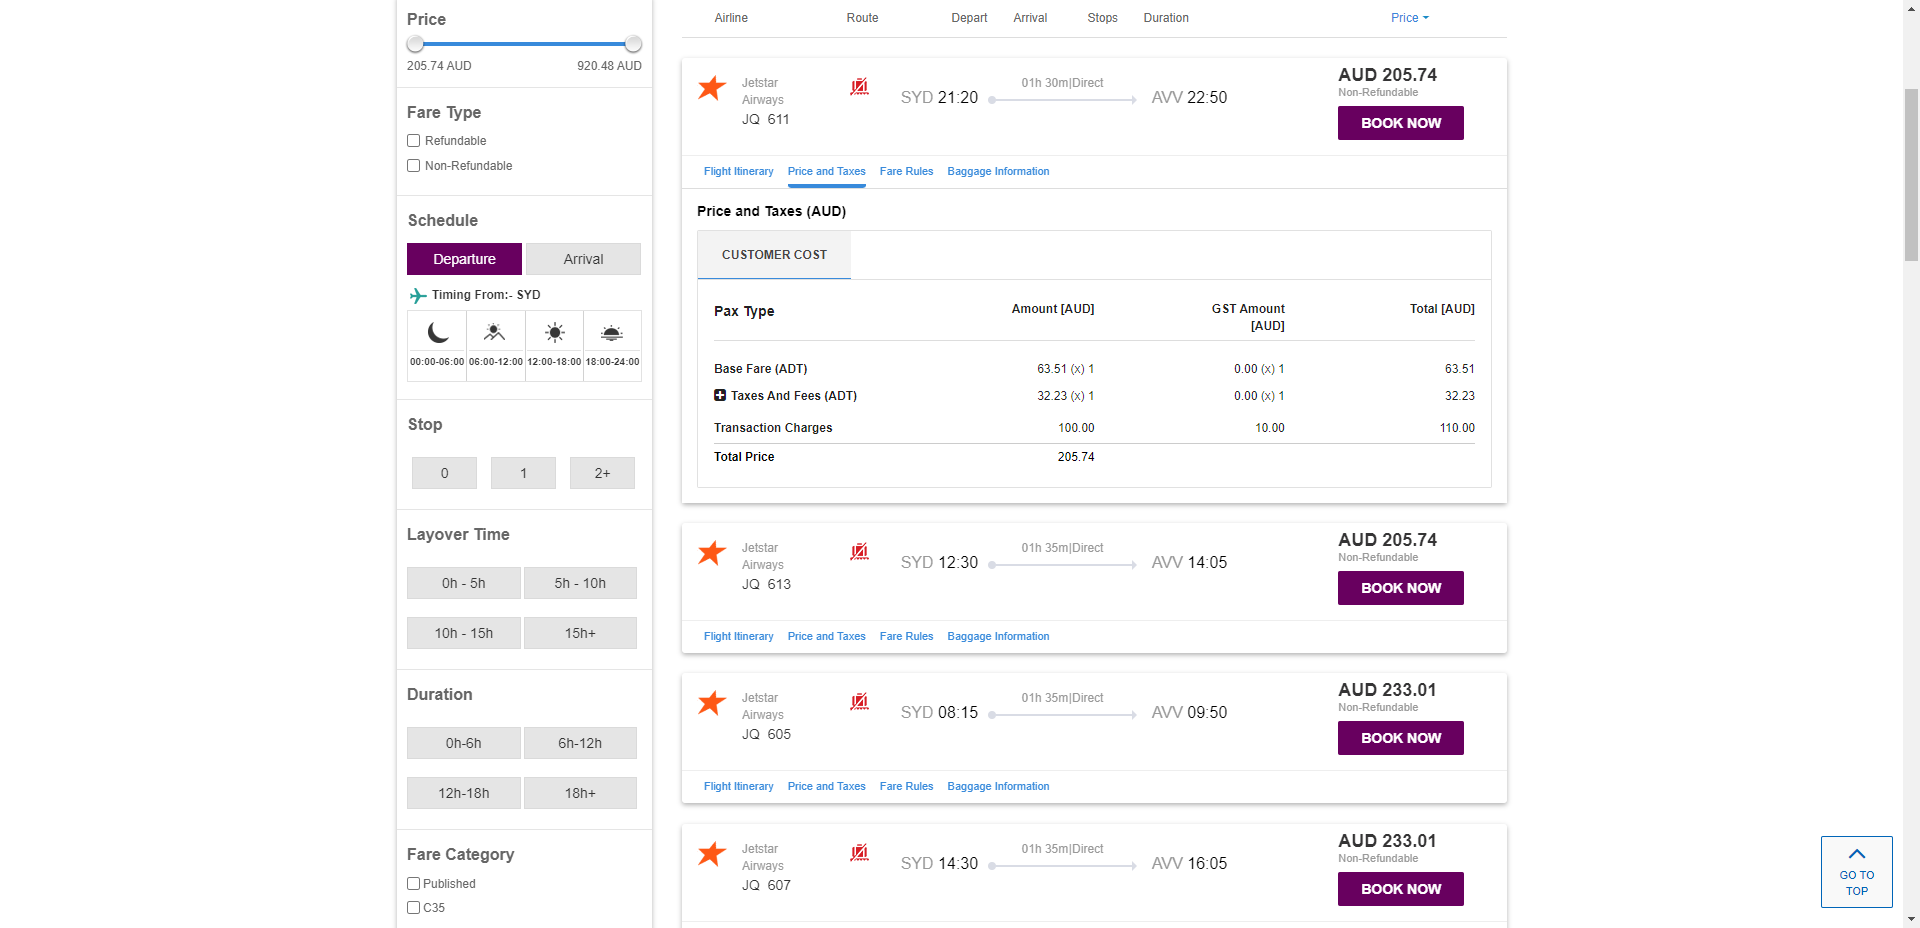 Price
205.74 AUD 920.48 AUD
Fare Type
Refundable
Non-Refundable
Schedule
Departure Arrival
Timing From:- SYD
00:00-06:00 06:00-12:00 12:00-18:00 18:00-24:00
Stop
0 1 2+
Layover Time
0h - 5h 5h - 10h
10h - 15h 15h+
Duration
0h-6h 6h-12h
12h-18h 18h+
Fare Category
Published
C35
Airline Route Depart Arrival Stops Duration Price
Jetstar
Airways
JQ 611
SYD 21:20
01h 30m|Direct
AVV 22:50
AUD 205.74
Non-Refundable
BOOK NOW
Flight Itinerary Price and Taxes Fare Rules Baggage Information
Price and Taxes (AUD)
CUSTOMER COST
Pax Type Amount [AUD] GST Amount Total [AUD]
[AUD]
Base Fare (ADT) 63.51 (x) 1 0.00 (x) 1 63.51
Taxes And Fees (ADT) 32.23 (x) 1 0.00 (x) 1 32.23
Transaction Charges 100.00 10.00 110.00
Total Price 205.74
Jetstar
Airways
JQ 613
SYD 12:30
01h 35m|Direct
AVV 14:05
AUD 205.74
Non-Refundable
BOOK NOW
Flight Itinerary Price and Taxes Fare Rules Baggage Information
Jetstar
Airways
JQ 605
SYD 08:15
01h 35m|Direct
AVV 09:50
AUD 233.01
Non-Refundable
BOOK NOW
Flight Itinerary Price and Taxes Fare Rules Baggage Information
Jetstar
Airways
JQ 607
SYD 14:30
01h 35m|Direct
AVV 16:05
AUD 233.01
Non-Refundable
BOOK NOW
GO TO
TOP